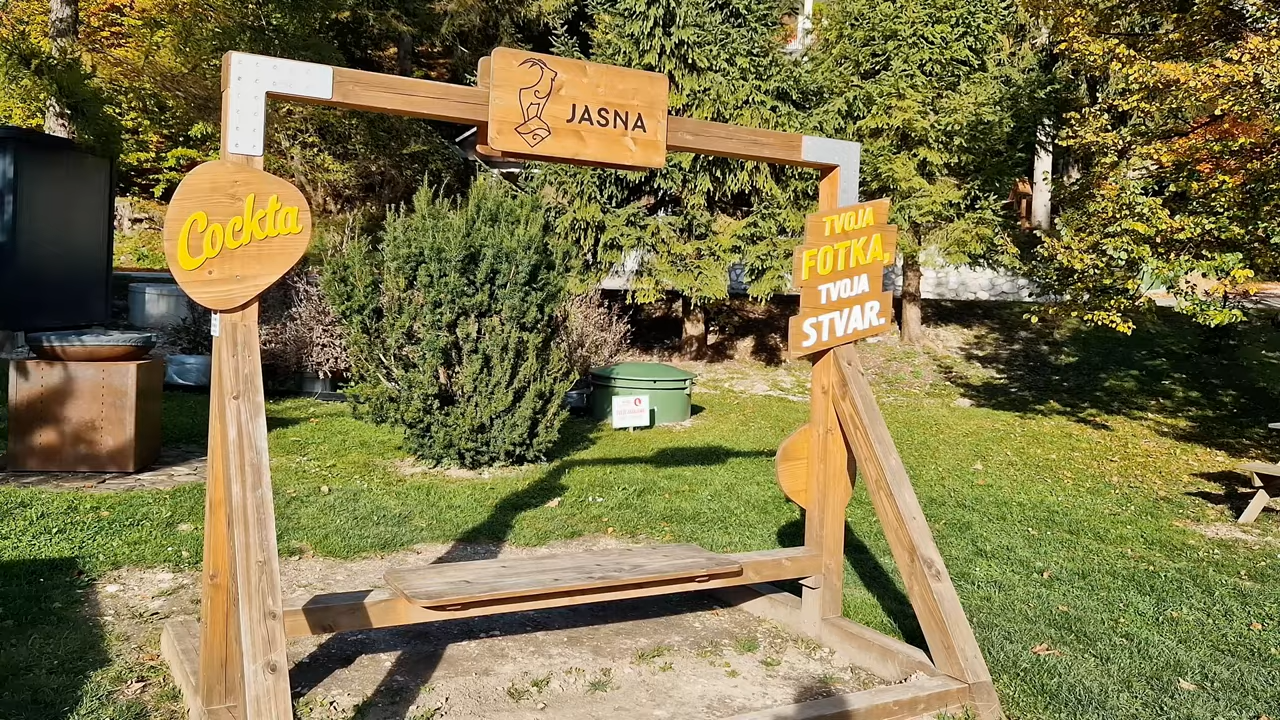 JASNA
Cockta
TVOJA
FOTKA,
TVOJA
STVAR.